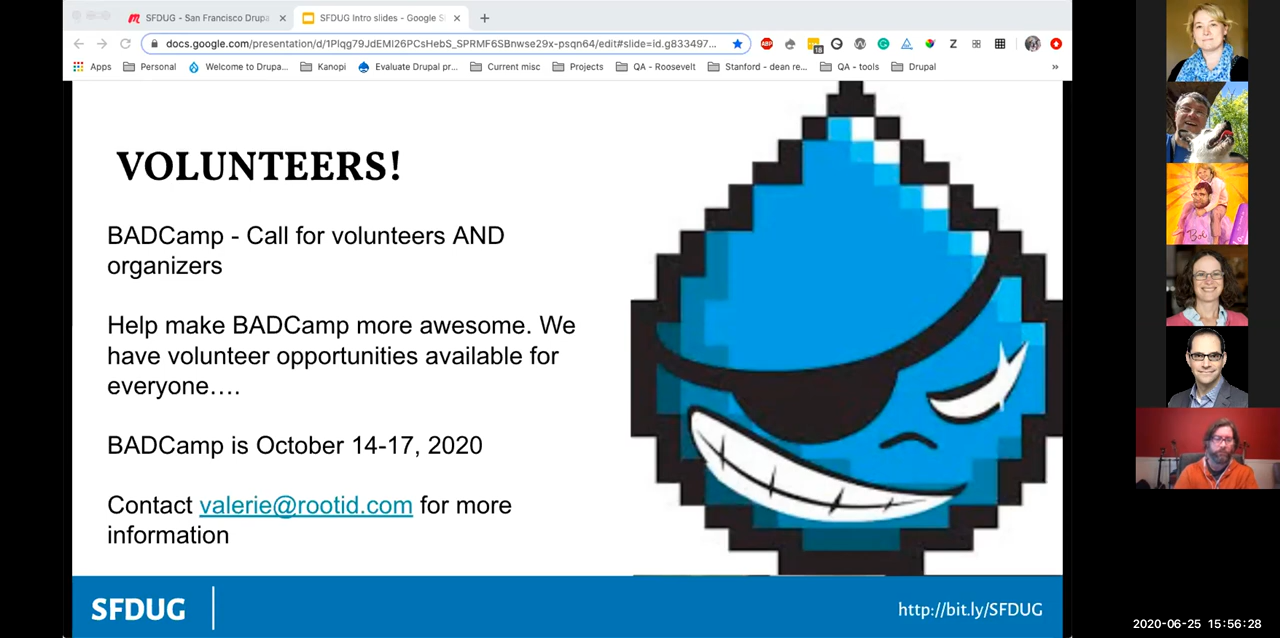 SFDUG - San Francisco Drupa
SFDUG Intro slides - Google S
docs.google.com/presentation/d/1Plqg79JdEMI26PCsHebS_SPRMF6SBnwse29x-psqn64/edit#slide=id.g833497...
ABP
18
Z
Apps
Personal
Welcome to Drupa...
Kanopi
Evaluate Drupal pr...
Current misc
Projects
QA - Roosevelt
Stanford - dean re...
QA - tools
Drupal
»
VOLUNTEERS!
BADCamp - Call for volunteers AND
organizers
Help make BADCamp more awesome. We
have volunteer opportunities available for
everyone….
BADCamp is October 14-17, 2020
Contact valerie@rootid.com for more
information
SFDUG
http://bit.ly/SFDUG
2020-06-25 15:56:28